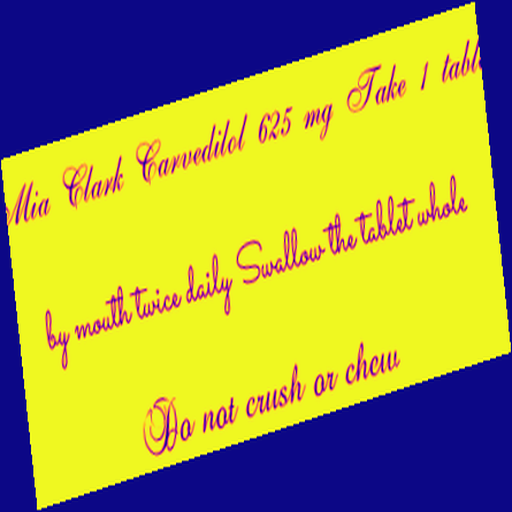 Mia Clark Carvedilol 625 mg Take 1 tabl
by mouth twice daily Swallow the tablet whole
Do not crush or chew